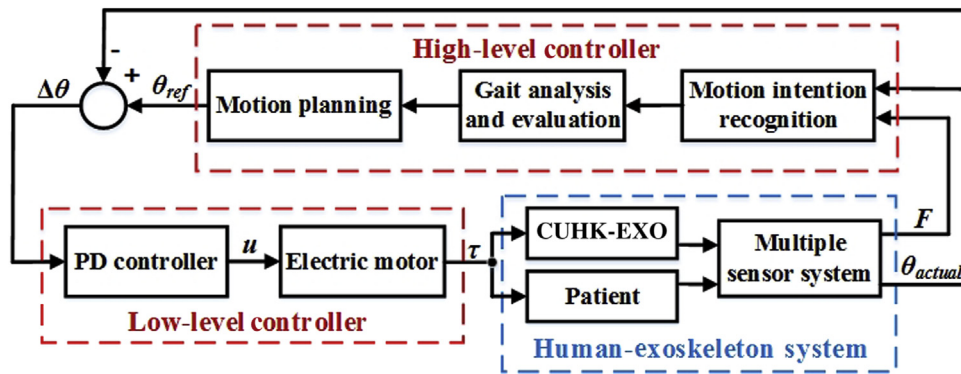 High-level controller
-
+
Δθ
θref
Motion planning
Gait analysis
and evaluation
Motion intention
recognition
PD controller
u
Electric motor
τ
CUHK-EXO
Patient
Multiple
sensor system
F
θactual
Low-level controller
Human-exoskeleton system